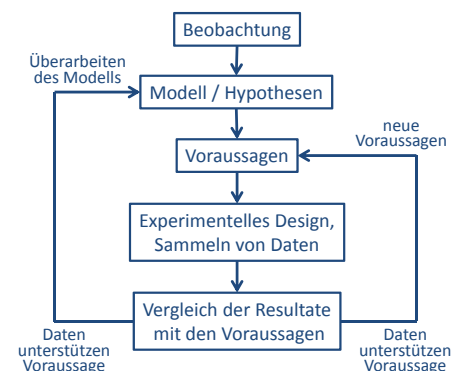 Beobachtung
Überarbeiten
des Modells
Modell / Hypothesen
neue
Voraussagen
Voraussagen
Experimentelles Design,
Sammeln von Daten
Vergleich der Resultate
mit den Voraussagen
Daten
unterstützen
Voraussage
Daten
unterstützen
Voraussage